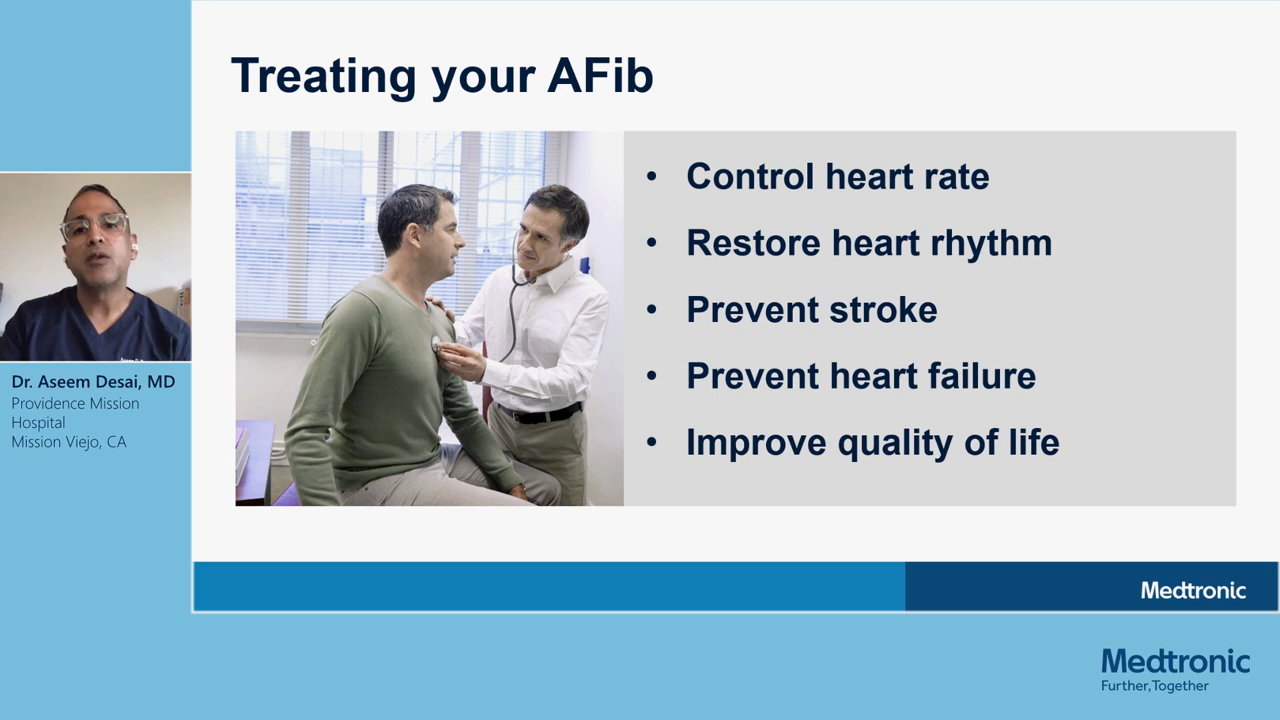 Treating your AFib
• Control heart rate
• Restore heart rhythm
• Prevent stroke
• Prevent heart failure
• Improve quality of life
Dr. Aseem Desai, MD
Providence Mission
Hospital
Mission Viejo, CA
Medtronic
Medtronic
Further,Together